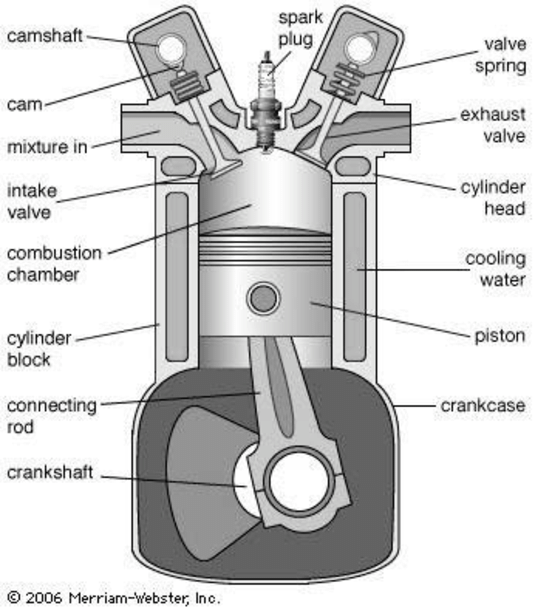 camshaft
cam
mixture in
intake
valve
combustion
chamber
cylinder
block
connecting
rod
crankshaft
spark
plug
valve
spring
exhaust
valve
cylinder
head
cooling
water
piston
crankcase
© 2006 Merriam-Webster, Inc.